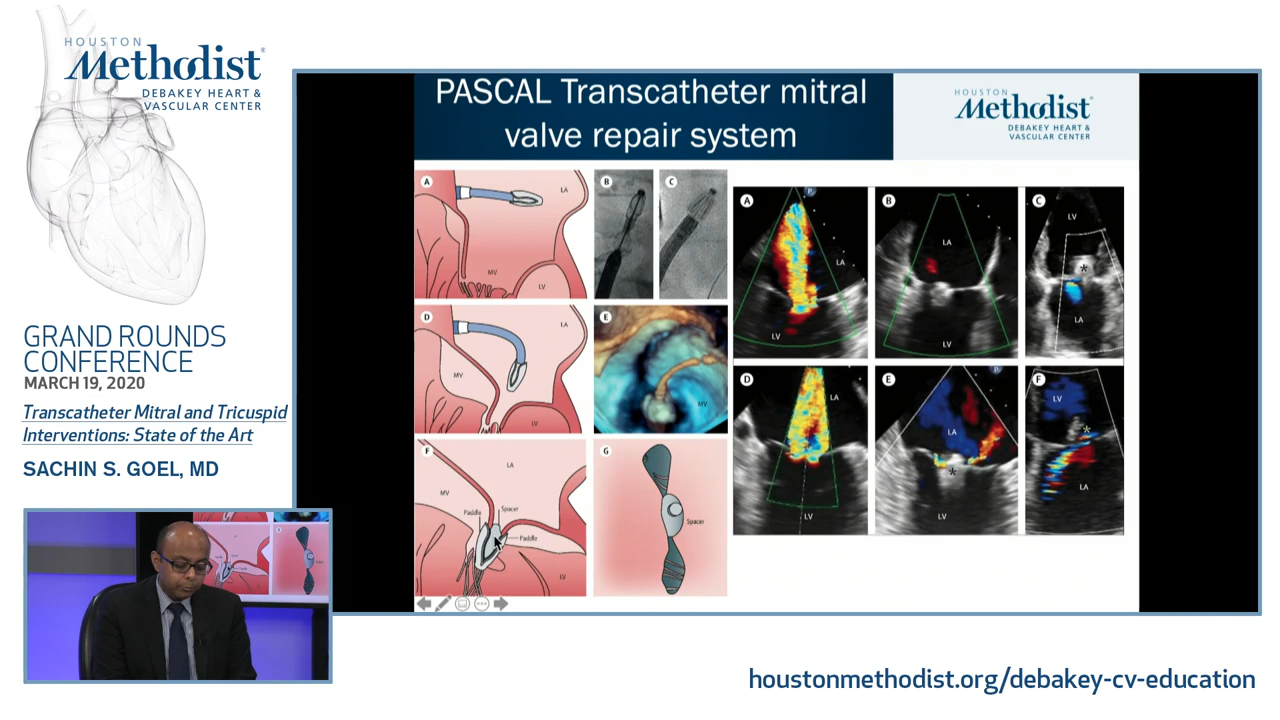 HOUSTON
Methodist®
DEBAKEY HEART &
VASCULAR CENTER
GRAND ROUNDS
CONFERENCE
MARCH 19, 2020
Transcatheter Mitral and Tricuspid
Interventions: State of the Art
SACHIN S. GOEL, MD
PASCAL Transcatheter mitral
valve repair system
HOUSTON
Methodist®
DEBAKEY HEART &
VASCULAR CENTER
A
LA
MV
LV
B
C
D
LA
MV
LV
E
MV
F
LA
MV
Paddle
Spacer
Paddle
LV
G
Spacer
A
P
LA
LV
B
LA
LV
C
LV
*
LA
D
LA
LV
E
P
LA
*
LV
F
LV
*
LA
houstonmethodist.org/debakey-cv-education